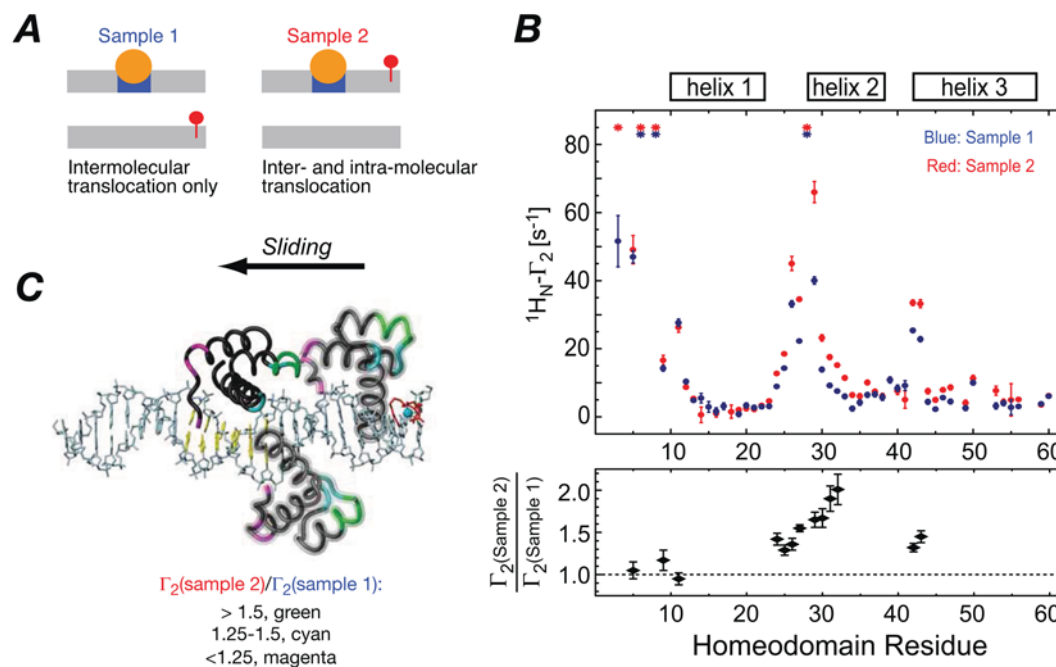 A
Sample 1
Sample 2
Intermolecular
translocation only
Inter- and intra-molecular
translocation
Sliding
C
Γ2(sample 2)/Γ2(sample 1):
> 1.5, green
1.25-1.5, cyan
<1.25, magenta
B
helix 1
helix 2
helix 3
Blue: Sample 1
Red: Sample 2
¹H_N-Γ₂ [s⁻¹]
80
60
40
20
0
10 20 30 40 50 60
Γ₂(Sample 2)
Γ₂(Sample 1)
2.0
1.5
1.0
0 10 20 30 40 50 60
Homeodomain Residue